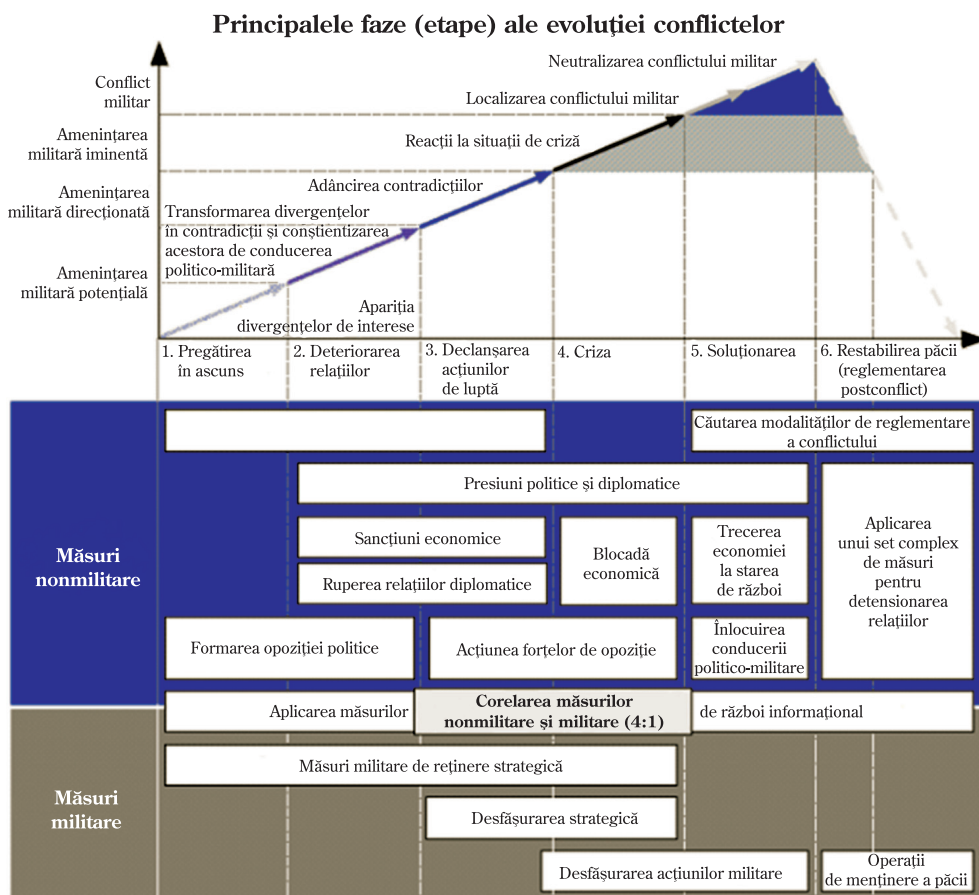 Principalele faze (etape) ale evoluţiei conflictelor
Neutralizarea conflictului militar
Conflict
militar
Localizarea conflictului militar
Ameninţarea
militară iminentă
Reacţii la situaţii de criză
Ameninţarea
militară direcţionată
Adâncirea contradicţiilor
Transformarea divergenţelor
în contradicţii şi conştientizarea
acestora de conducerea
politico-militară
Ameninţarea
militară potenţială
Apariţia
divergenţelor de interese
1. Pregătirea
în ascuns
2. Deteriorarea
relaţiilor
3. Declanşarea
acţiunilor
de luptă
4. Criza
5. Soluţionarea
6. Restabilirea păcii
(reglementarea
postconflict)
Măsuri
nonmilitare
Căutarea modalităţilor de reglementare
a conflictului
Presiuni politice şi diplomatice
Sancţiuni economice
Ruperea relaţiilor diplomatice
Blocadă
economică
Trecerea
economiei
la starea
de război
Aplicarea
unui set complex
de măsuri
pentru
detensionarea
relaţiilor
Formarea opoziţiei politice
Acţiunea forţelor de opoziţie
Înlocuirea
conducerii
politico-militare
Aplicarea măsurilor
Corelarea măsurilor
nonmilitare şi militare (4:1)
de război informaţional
Măsuri
militare
Măsuri militare de reţinere strategică
Desfăşurarea strategică
Desfăşurarea acţiunilor militare
Operaţii
de menţinere a păcii